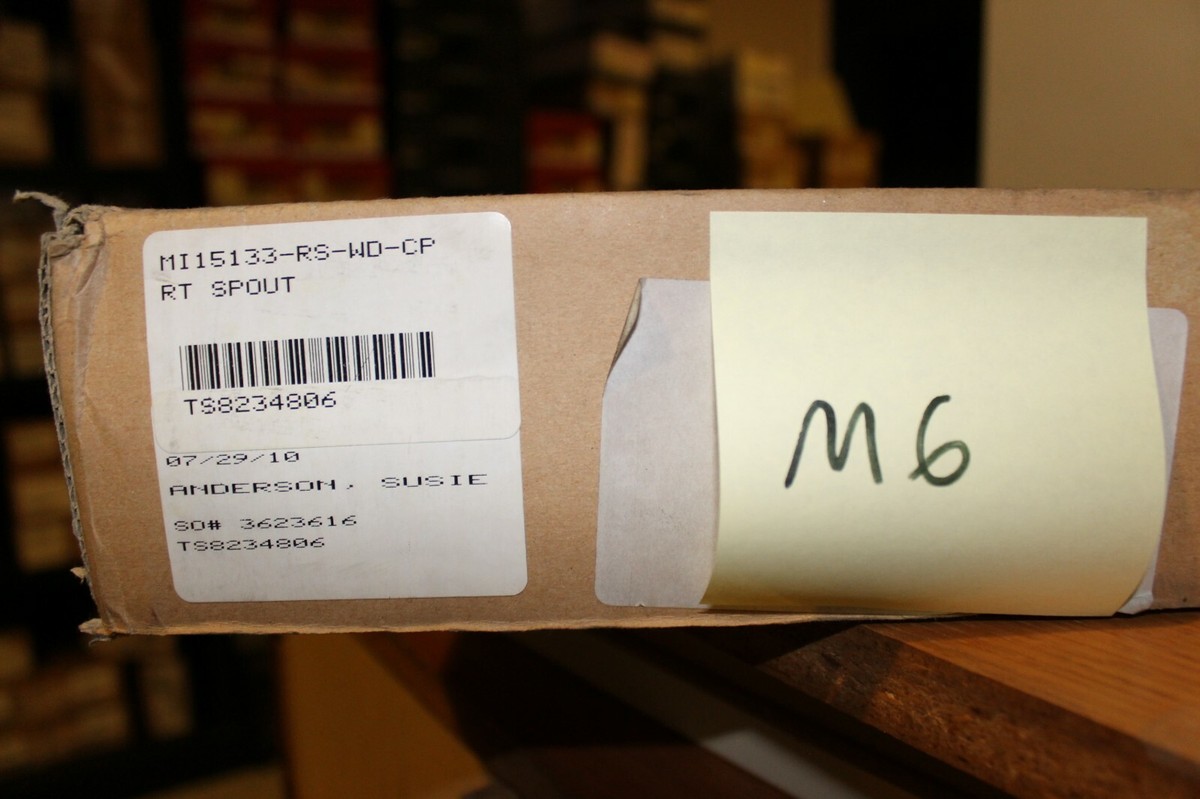 MI15133-RS-WD-CP
RT SPOUT
TS8234806
07/29/10
ANDERSON, SUSIE
SO# 3623616
TS8234806
M6